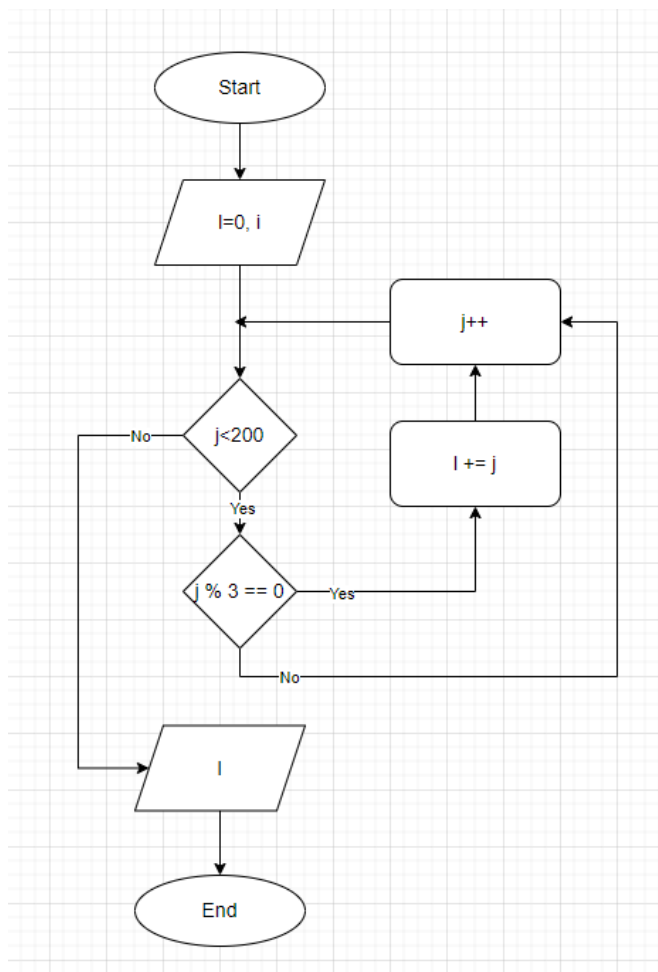 Start
I=0, i
j++
j<200
No
I += j
Yes
j % 3 == 0
Yes
No
I
End